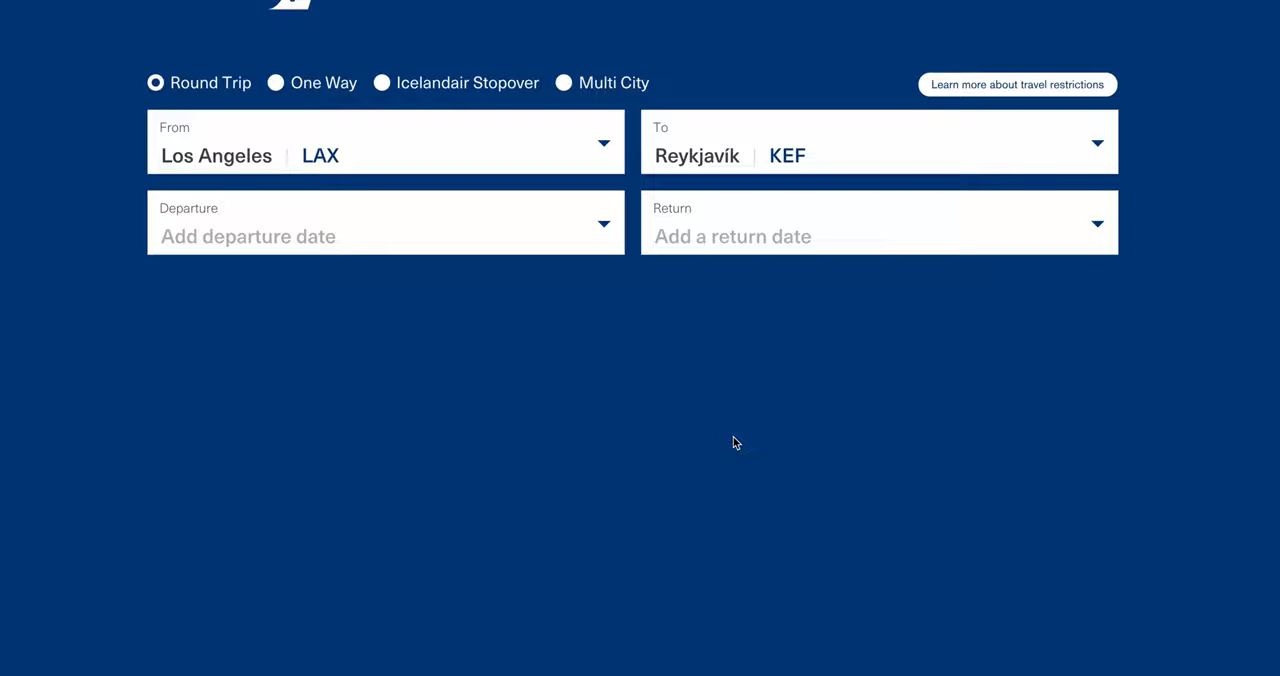 Round Trip One Way Icelandair Stopover Multi City Learn more about travel restrictions
From To
Los Angeles LAX Reykjavík KEF
Departure Return
Add departure date Add a return date